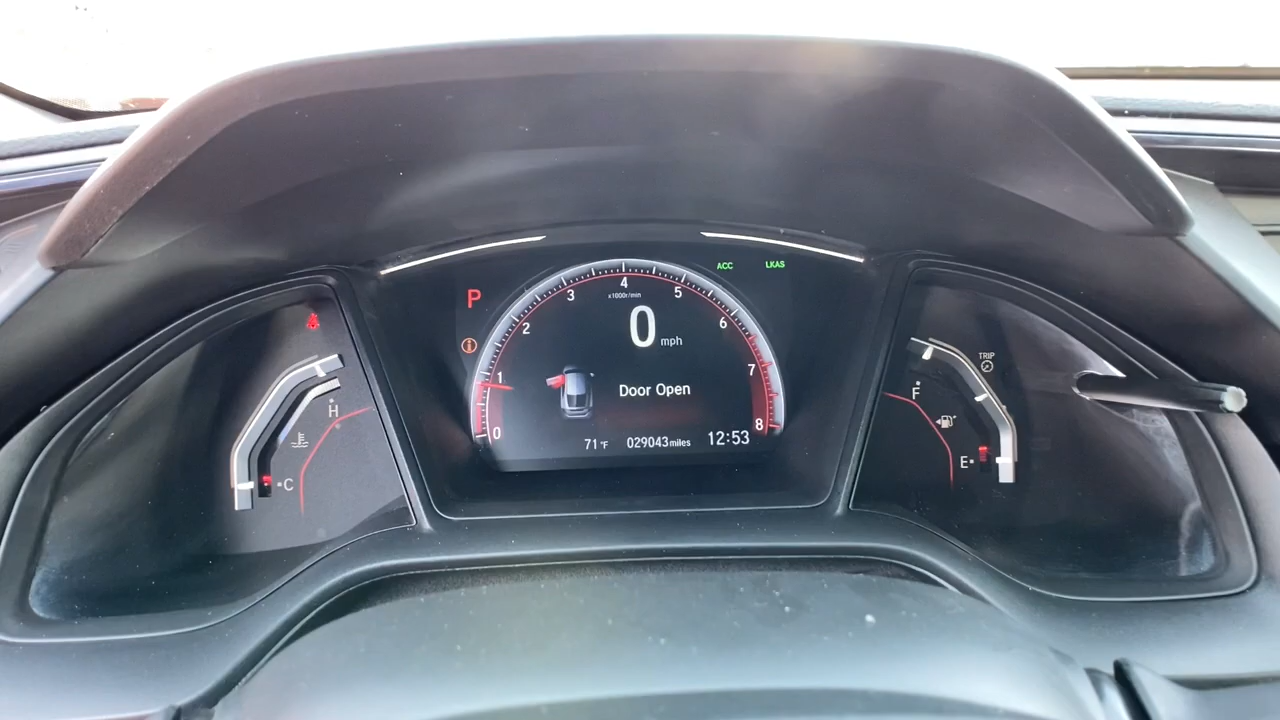 ACC LKAS
P
0 1 2 3 4 5 6 7 8
x1000r/min
0 mph
Door Open
71°F 029043 miles 12:53
H
C
TRIP
F
E